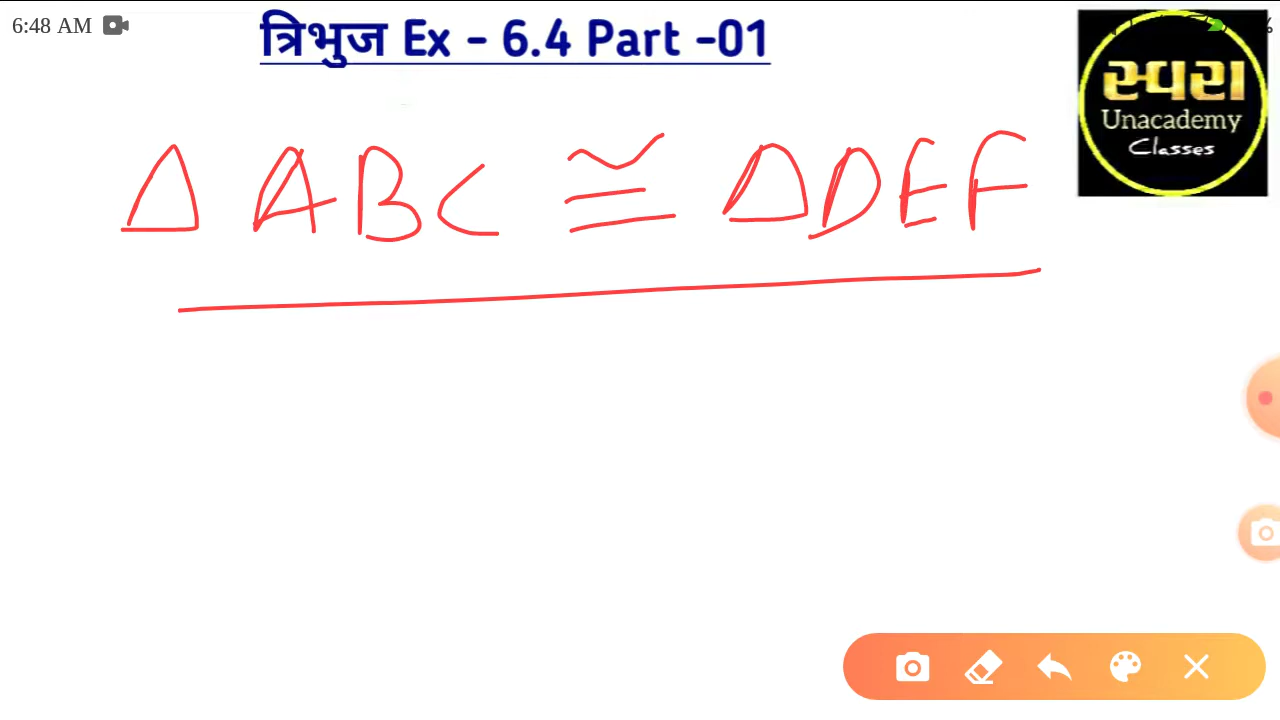 6:48 AM
त्रिभुज Ex - 6.4 Part -01
સ્વરા
Unacademy
Classes
Δ ABC ≅ Δ DEF